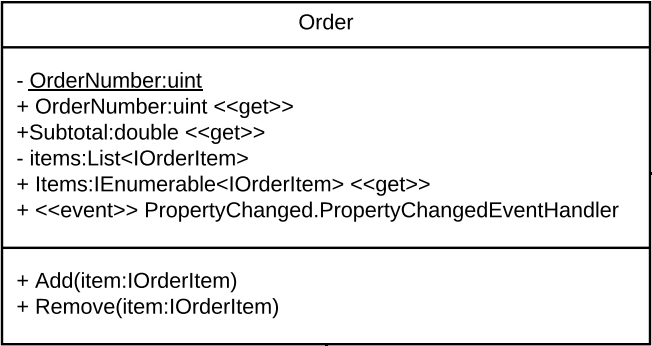 Order
- OrderNumber:uint
+ OrderNumber:uint <<get>>
+Subtotal:double <<get>>
- items:List<IOrderItem>
+ Items:IEnumerable<IOrderItem> <<get>>
+ <<event>> PropertyChanged.PropertyChangedEventHandler
+ Add(item:IOrderItem)
+ Remove(item:IOrderItem)